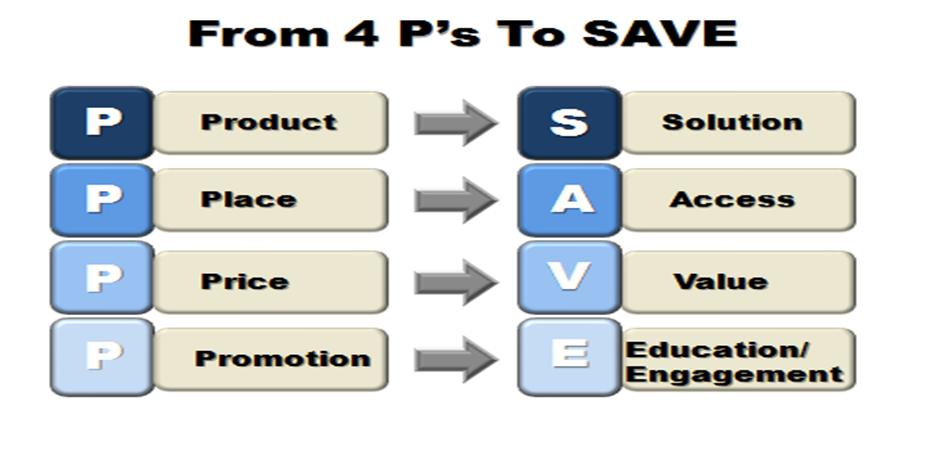 From 4 P's To SAVE
P Product S Solution
P Place A Access
P Price V Value
P Promotion E Education/
Engagement